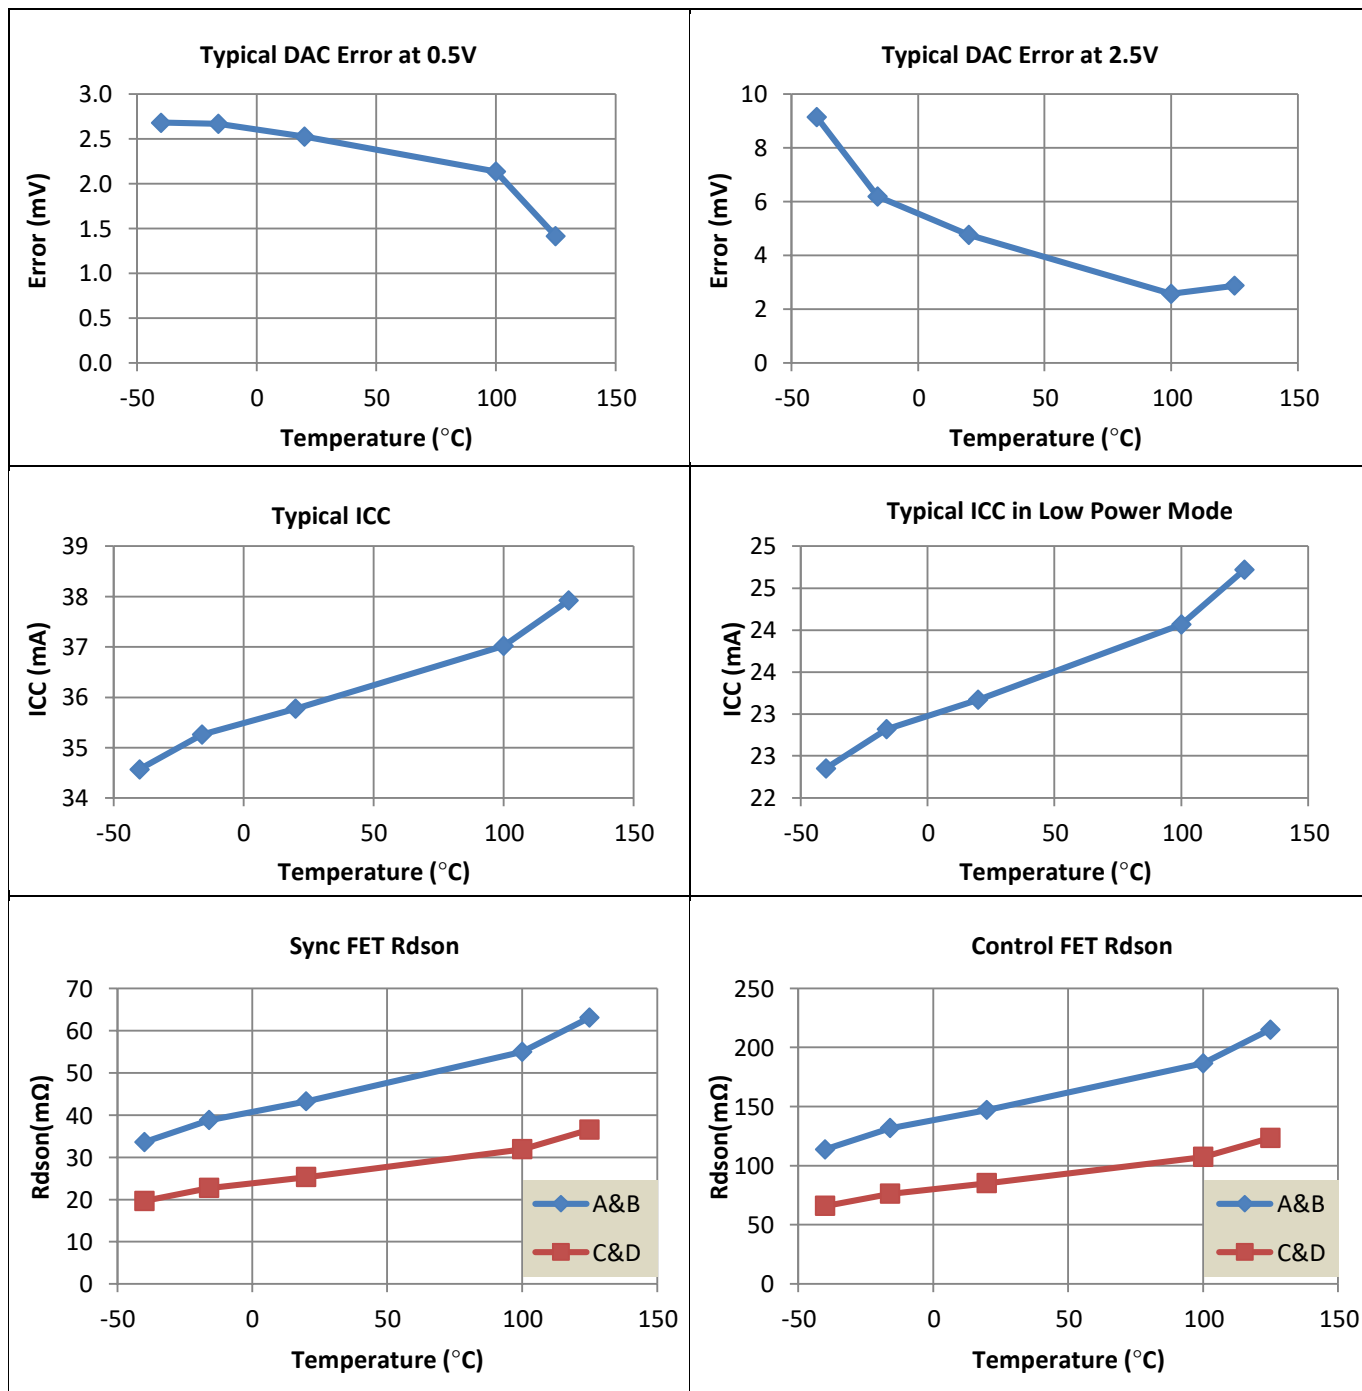 Typical DAC Error at 0.5V
Error (mV)
3.0
2.5
2.0
1.5
1.0
0.5
0.0
-50 0 50 100 150
Temperature (°C)
Typical DAC Error at 2.5V
Error (mV)
10
8
6
4
2
0
-50 0 50 100 150
Temperature (°C)
Typical ICC
ICC (mA)
39
38
37
36
35
34
-50 0 50 100 150
Temperature (°C)
Typical ICC in Low Power Mode
ICC (mA)
25
25
24
24
23
23
22
-50 0 50 100 150
Temperature (°C)
Sync FET Rdson
Rdson(mΩ)
70
60
50
40
30
20
10
0
A&B
C&D
-50 0 50 100 150
Temperature (°C)
Control FET Rdson
Rdson(mΩ)
250
200
150
100
50
0
A&B
C&D
-50 0 50 100 150
Temperature (°C)